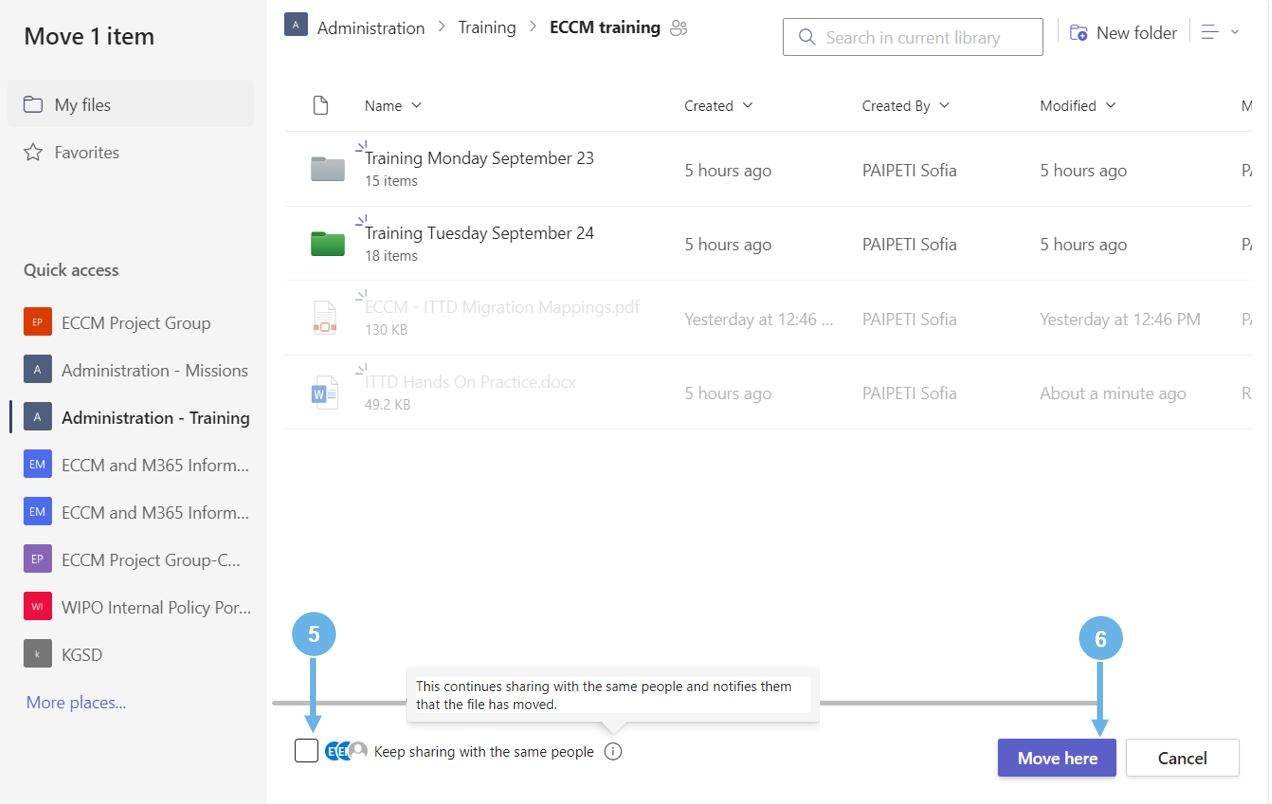 Move 1 item
My files
Favorites
Quick access
EP ECCM Project Group
A Administration - Missions
A Administration - Training
EM ECCM and M365 Inform...
EM ECCM and M365 Inform...
EP ECCM Project Group-C...
WI WIPO Internal Policy Por...
k KGSD
More places...
A Administration > Training > ECCM training
Search in current library
New folder
Name Created Created By Modified M
Training Monday September 23
15 items
5 hours ago PAIPETI Sofia 5 hours ago PA
Training Tuesday September 24
18 items
5 hours ago PAIPETI Sofia 5 hours ago PA
ECCM - ITTD Migration Mappings.pdf
130 KB
Yesterday at 12:46 ... PAIPETI Sofia Yesterday at 12:46 PM PA
ITTD Hands On Practice.docx
49.2 KB
5 hours ago PAIPETI Sofia About a minute ago R
5
6
This continues sharing with the same people and notifies them
that the file has moved.
Keep sharing with the same people
Move here
Cancel